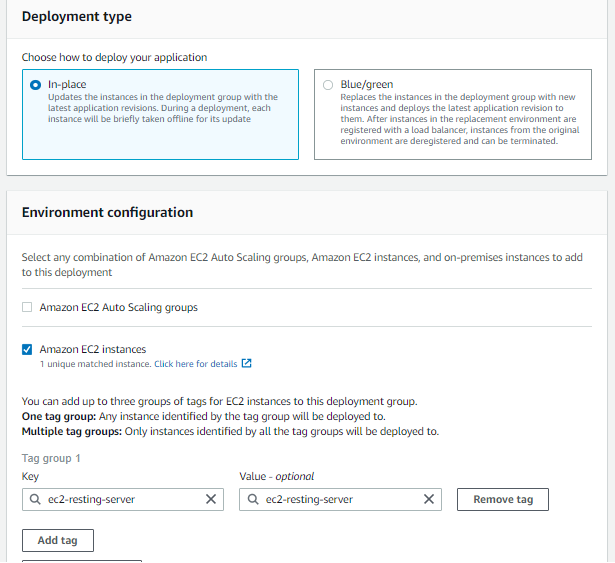 Deployment type
Choose how to deploy your application
In-place
Updates the instances in the deployment group with the
latest application revisions. During a deployment, each
instance will be briefly taken offline for its update
Blue/green
Replaces the instances in the deployment group with new
instances and deploys the latest application revision to
them. After instances in the replacement environment are
registered with a load balancer, instances from the original
environment are deregistered and can be terminated.
Environment configuration
Select any combination of Amazon EC2 Auto Scaling groups, Amazon EC2 instances, and on-premises instances to add
to this deployment
Amazon EC2 Auto Scaling groups
Amazon EC2 instances
1 unique matched instance. Click here for details
You can add up to three groups of tags for EC2 instances to this deployment group.
One tag group: Any instance identified by the tag group will be deployed to.
Multiple tag groups: Only instances identified by all the tag groups will be deployed to.
Tag group 1
Key
Value - optional
ec2-resting-server
ec2-resting-server
Remove tag
Add tag